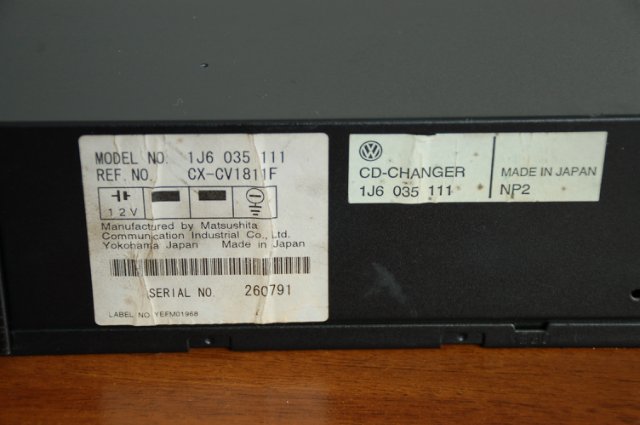 MODEL NO. 1J6 035 111
REF. NO. CX-CV1811F
12V
Manufactured by Matsushita
Communication Industrial Co., Ltd.
Yokohama Japan Made in Japan
SERIAL NO. 260791
LABEL NO. YEFM01968
VW
CD-CHANGER
1J6 035 111
MADE IN JAPAN
NP2